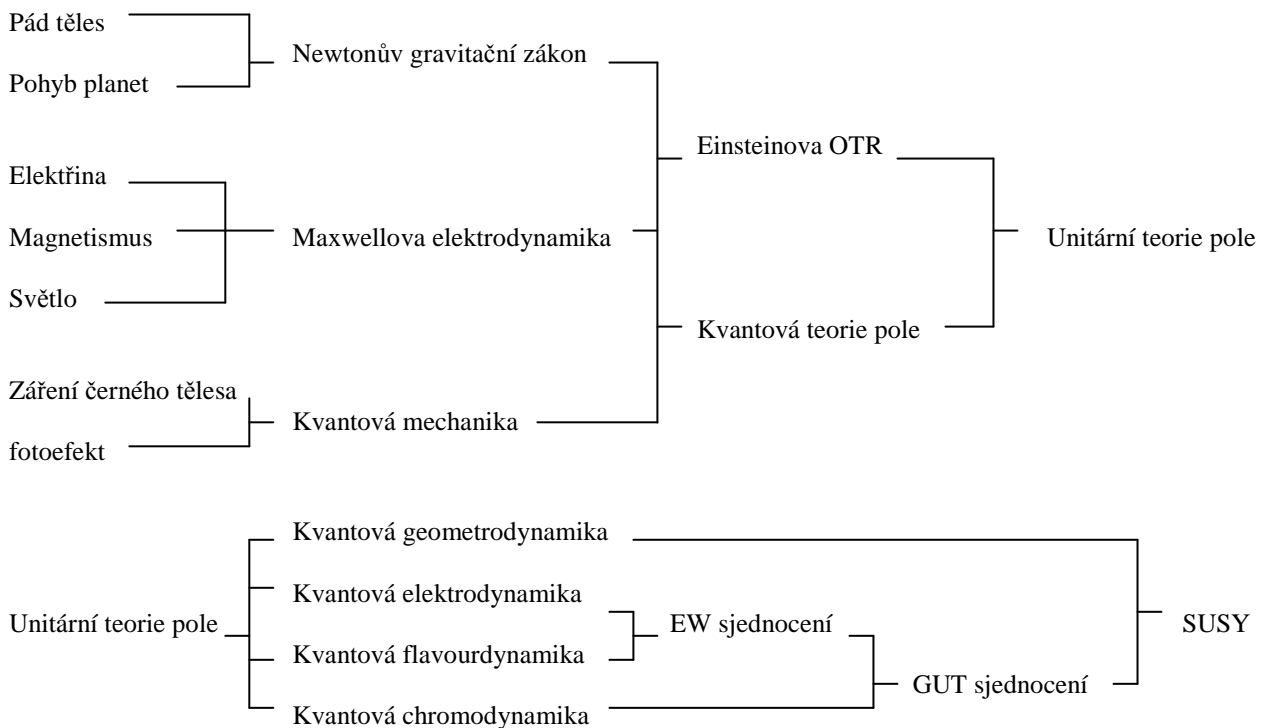 Pád těles
Newtonův gravitační zákon
Pohyb planet
Einsteinova OTR
Elektřina
Magnetismus
Maxwellova elektrodynamika
Unitární teorie pole
Světlo
Kvantová teorie pole
Záření černého tělesa
Kvantová mechanika
fotoefekt
Kvantová geometrodynamika
Kvantová elektrodynamika
Unitární teorie pole
EW sjednocení
SUSY
Kvantová flavourdynamika
GUT sjednocení
Kvantová chromodynamika